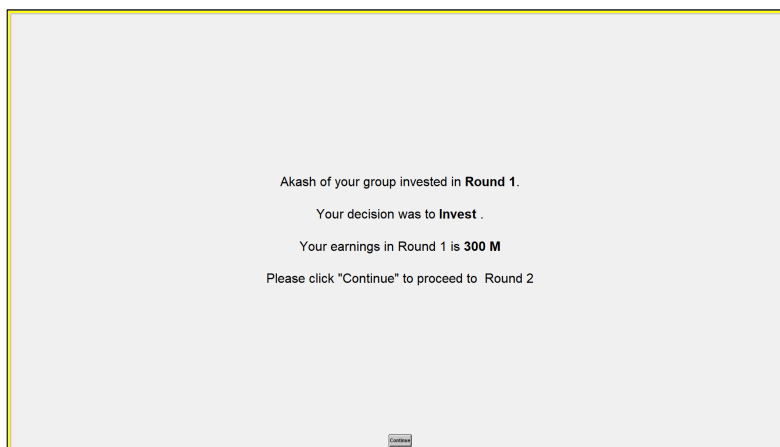 Akash of your group invested in Round 1.
Your decision was to Invest .
Your earnings in Round 1 is 300 M
Please click "Continue" to proceed to  Round 2
Continue